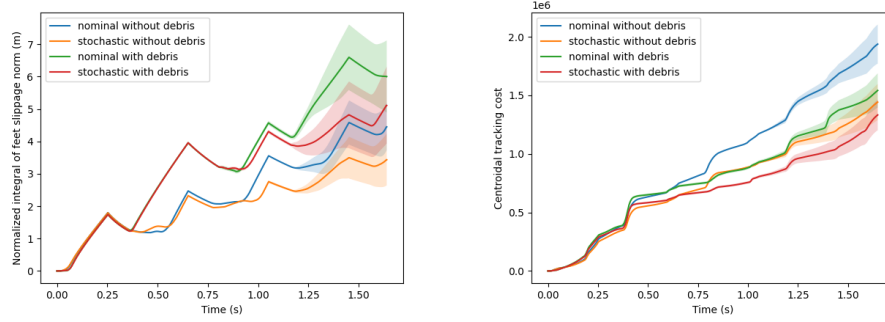 nominal without debris
stochastic without debris
nominal with debris
stochastic with debris
Normalized integral of feet slippage norm (m)
7
6
5
4
3
2
1
0
0.00 0.25 0.50 0.75 1.00 1.25 1.50
Time (s)
1e6
nominal without debris
stochastic without debris
nominal with debris
stochastic with debris
Centroidal tracking cost
2.0
1.5
1.0
0.5
0.0
0.00 0.25 0.50 0.75 1.00 1.25 1.50
Time (s)